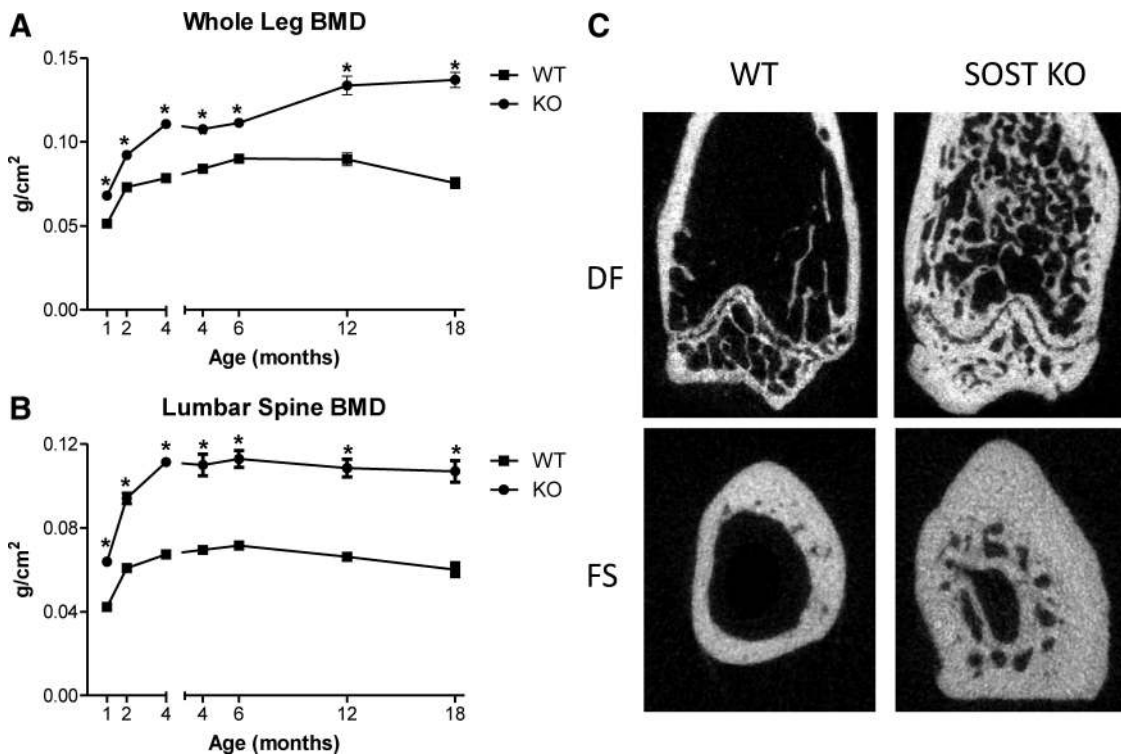 A
Whole Leg BMD
0.15
0.10
0.05
0.00
g/cm²
* * * * * * *
WT
KO
1 2 4 4 6 12 18
Age (months)
B
Lumbar Spine BMD
0.12
0.08
0.04
0.00
g/cm²
* * * * * * *
WT
KO
1 2 4 4 6 12 18
Age (months)
C
WT SOST KO
DF
FS